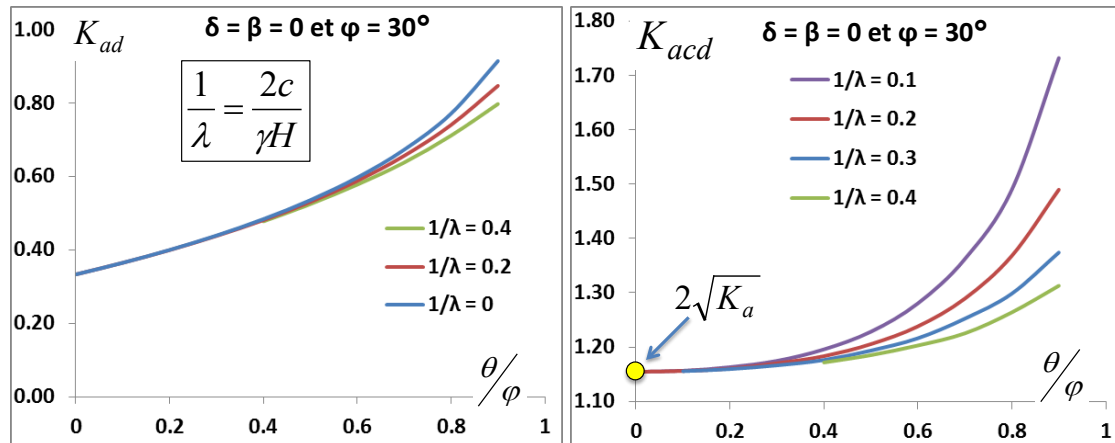 K_{ad}
δ = β = 0 et φ = 30°
1/λ = 2c/γH
1.00
0.80
0.60
0.40
0.20
0.00
1/λ = 0.4
1/λ = 0.2
1/λ = 0
θ/φ
0 0.2 0.4 0.6 0.8 1
K_{acd}
δ = β = 0 et φ = 30°
1.80
1.70
1.60
1.50
1.40
1.30
1.20
1.10
1/λ = 0.1
1/λ = 0.2
1/λ = 0.3
1/λ = 0.4
2√K_a
θ/φ
0 0.2 0.4 0.6 0.8 1